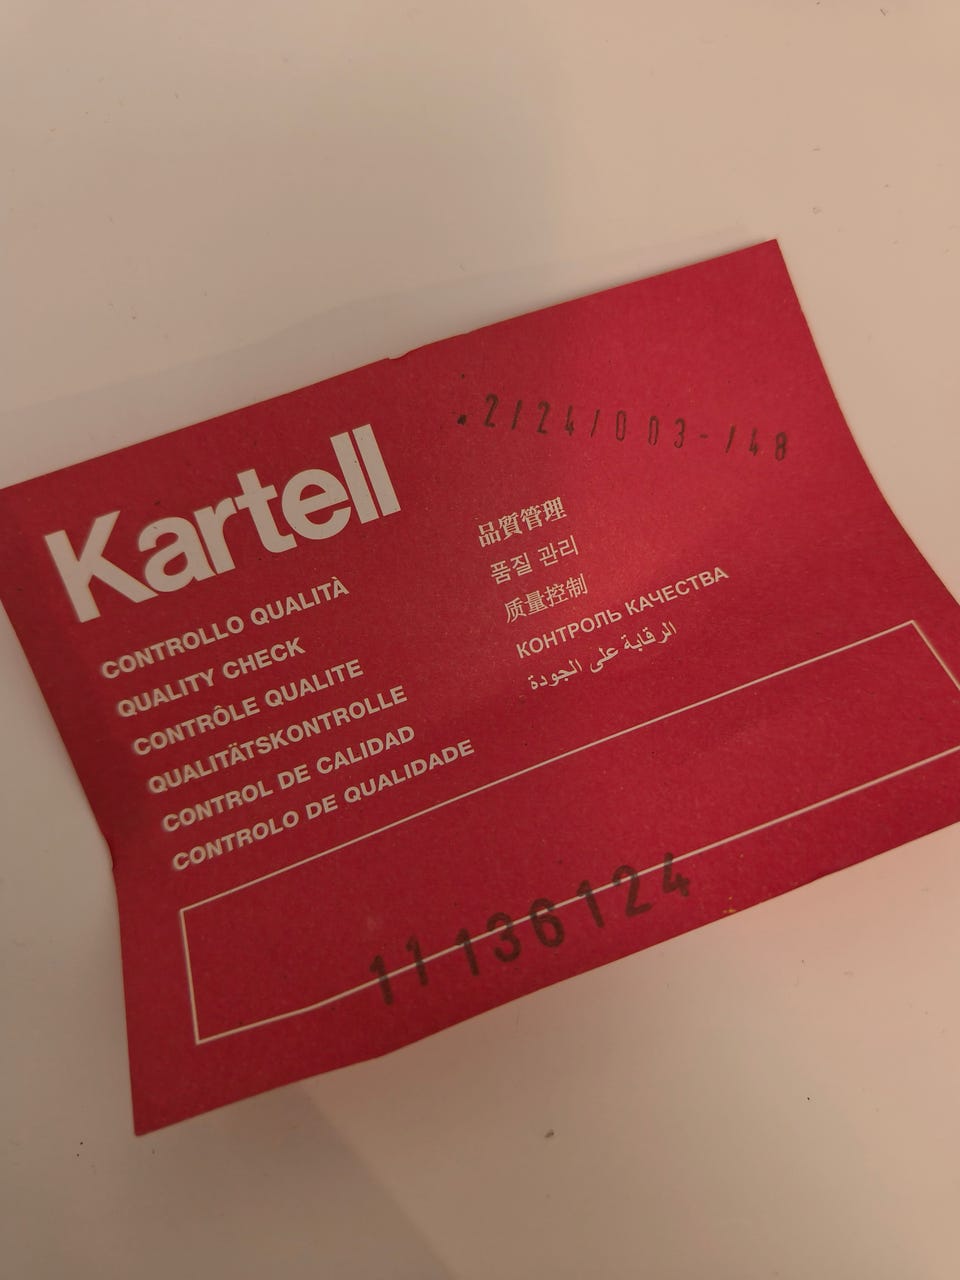 Kartell
CONTROLLO QUALITÀ
QUALITY CHECK
CONTRÔLE QUALITE
QUALITÄTSKONTROLLE
CONTROL DE CALIDAD
CONTROLO DE QUALIDADE
.2/24/003-/48
品質管理
품질 관리
质量控制
КОНТРОЛЬ КАЧЕСТВА
الرقابة على الجودة
11136124